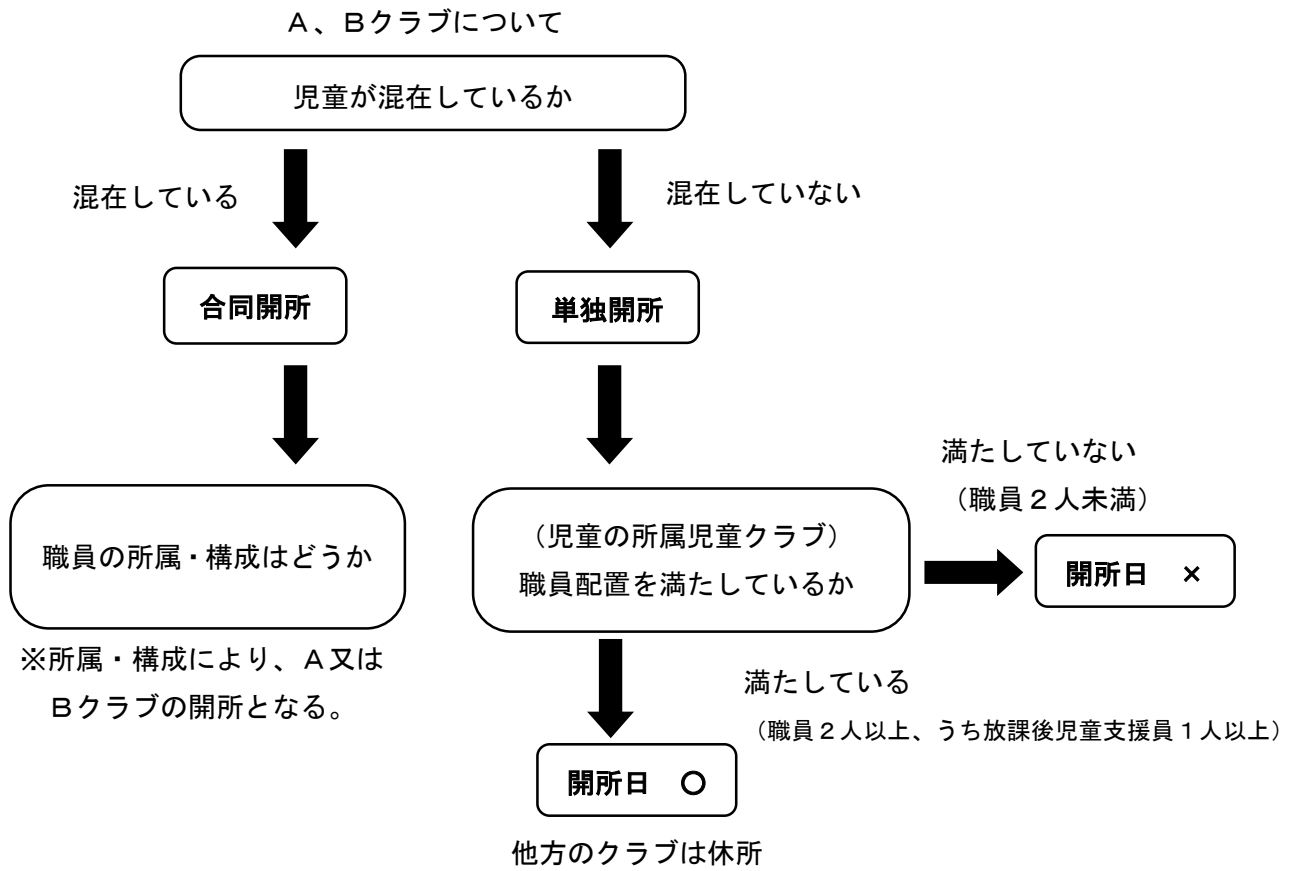 A、Bクラブについて
児童が混在しているか
混在している
混在していない
合同開所
単独開所
職員の所属・構成はどうか
※所属・構成により、A又は
Bクラブの開所となる。
(児童の所属児童クラブ)
職員配置を満たしているか
満たしていない
(職員2人未満)
開所日　×
満たしている
(職員2人以上、うち放課後児童支援員1人以上)
開所日　○
他方のクラブは休所